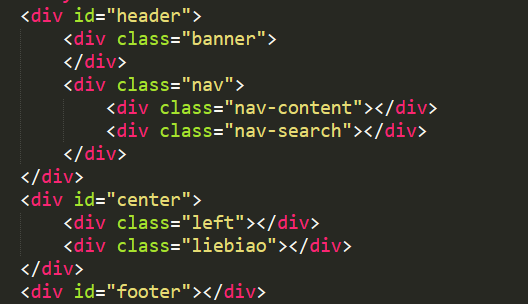 <div id="header">
    <div class="banner">
    </div>
    <div class="nav">
        <div class="nav-content"></div>
        <div class="nav-search"></div>
    </div>
</div>
<div id="center">
    <div class="left"></div>
    <div class="liebiao"></div>
</div>
<div id="footer"></div>